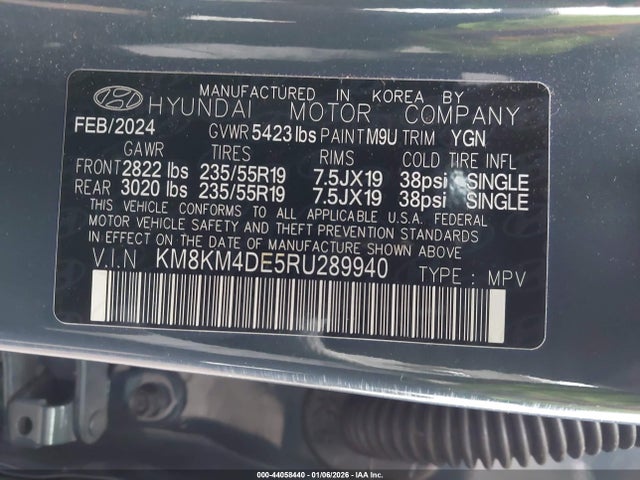 MANUFACTURED IN KOREA BY
HYUNDAI MOTOR COMPANY
FEB/2024 GVWR 5423 lbs PAINT M9U TRIM YGN
GAWR TIRES RIMS COLD TIRE INFL
FRONT 2822 lbs 235/55R19 7.5JX19 38psi SINGLE
REAR 3020 lbs 235/55R19 7.5JX19 38psi SINGLE
THIS VEHICLE CONFORMS TO ALL APPLICABLE U.S.A. FEDERAL
MOTOR VEHICLE SAFETY AND THEFT PREVENTION STANDARDS
IN EFFECT ON THE DATE OF MANUFACTURE SHOWN ABOVE
V.I.N KM8KM4DE5RU289940 TYPE : MPV
000-44058440 - 01/06/2026 - IAA Inc.